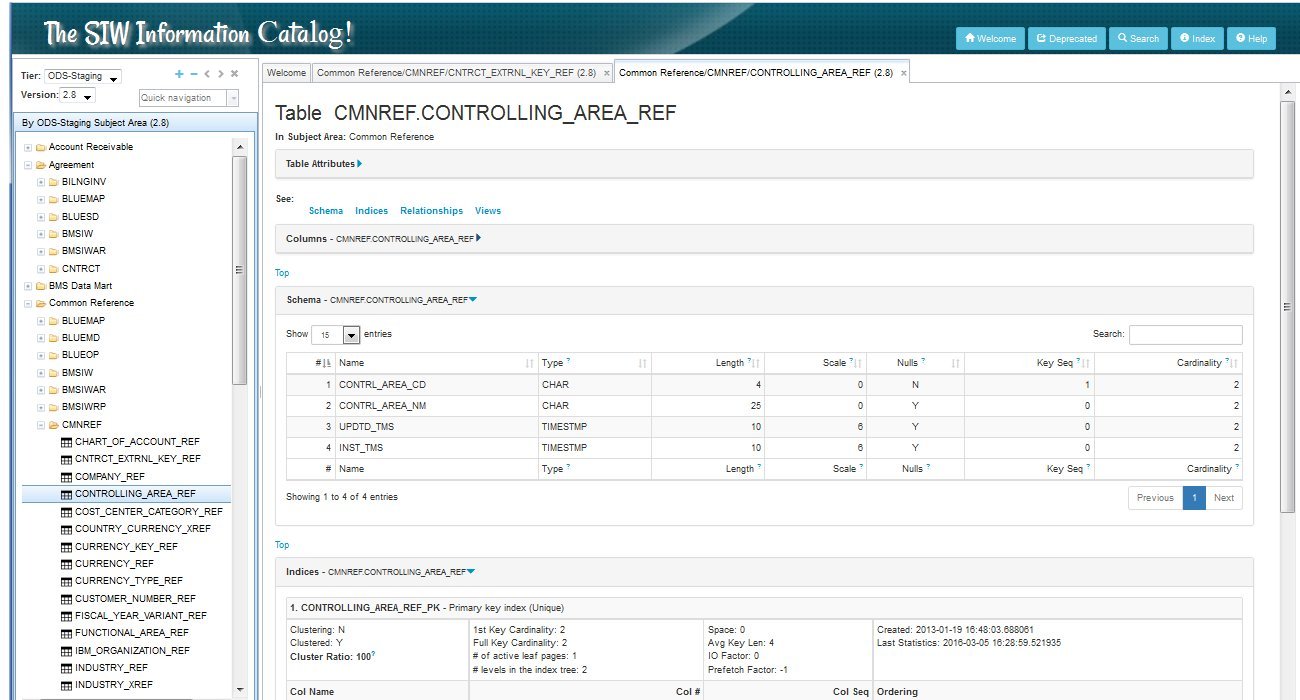 The SIW Information Catalog!
Welcome Deprecated Search Index Help
Tier: ODS-Staging
Version: 2.8
Quick navigation
By ODS-Staging Subject Area (2.8)
Account Receivable
Agreement
BILNGINV
BLUEMAP
BLUESD
BMSIW
BMSIWAR
CNTRCT
BMS Data Mart
Common Reference
BLUEMAP
BLUEMD
BLUEOP
BMSIW
BMSIWAR
BMSIWRP
CMNREF
CHART_OF_ACCOUNT_REF
CNTRCT_EXTRNL_KEY_REF
COMPANY_REF
CONTROLLING_AREA_REF
COST_CENTER_CATEGORY_REF
COUNTRY_CURRENCY_XREF
CURRENCY_KEY_REF
CURRENCY_REF
CURRENCY_TYPE_REF
CUSTOMER_NUMBER_REF
FISCAL_YEAR_VARIANT_REF
FUNCTIONAL_AREA_REF
IBM_ORGANIZATION_REF
INDUSTRY_REF
INDUSTRY_XREF
Welcome Common Reference/CMNREF/CNTRCT_EXTRNL_KEY_REF (2.8) × Common Reference/CMNREF/CONTROLLING_AREA_REF (2.8) ×
Table CMNREF.CONTROLLING_AREA_REF
In Subject Area: Common Reference
Table Attributes
See:
Schema Indices Relationships Views
Columns - CMNREF.CONTROLLING_AREA_REF
Top
Schema - CMNREF.CONTROLLING_AREA_REF
Show 15 entries Search:
# Name Type ? Length ? Scale ? Nulls ? Key Seq ? Cardinality ?
1 CONTRL_AREA_CD CHAR 4 0 N 1 2
2 CONTRL_AREA_NM CHAR 25 0 Y 0 2
3 UPDTD_TMS TIMESTMP 10 6 Y 0 2
4 INST_TMS TIMESTMP 10 6 Y 0 2
# Name Type ? Length ? Scale ? Nulls ? Key Seq ? Cardinality ?
Showing 1 to 4 of 4 entries Previous 1 Next
Top
Indices - CMNREF.CONTROLLING_AREA_REF
1. CONTROLLING_AREA_REF_PK - Primary key index (Unique)
Clustering: N 1st Key Cardinality: 2 Space: 0 Created: 2013-01-19 16:48:03.688061
Clustered: Y Full Key Cardinality: 2 Avg Key Len: 4 Last Statistics: 2016-03-05 16:28:59.521935
Cluster Ratio: 100? # of active leaf pages: 1 IO Factor: 0
# levels in the index tree: 2 Prefetch Factor: -1
Col Name Col # Col Seq Ordering